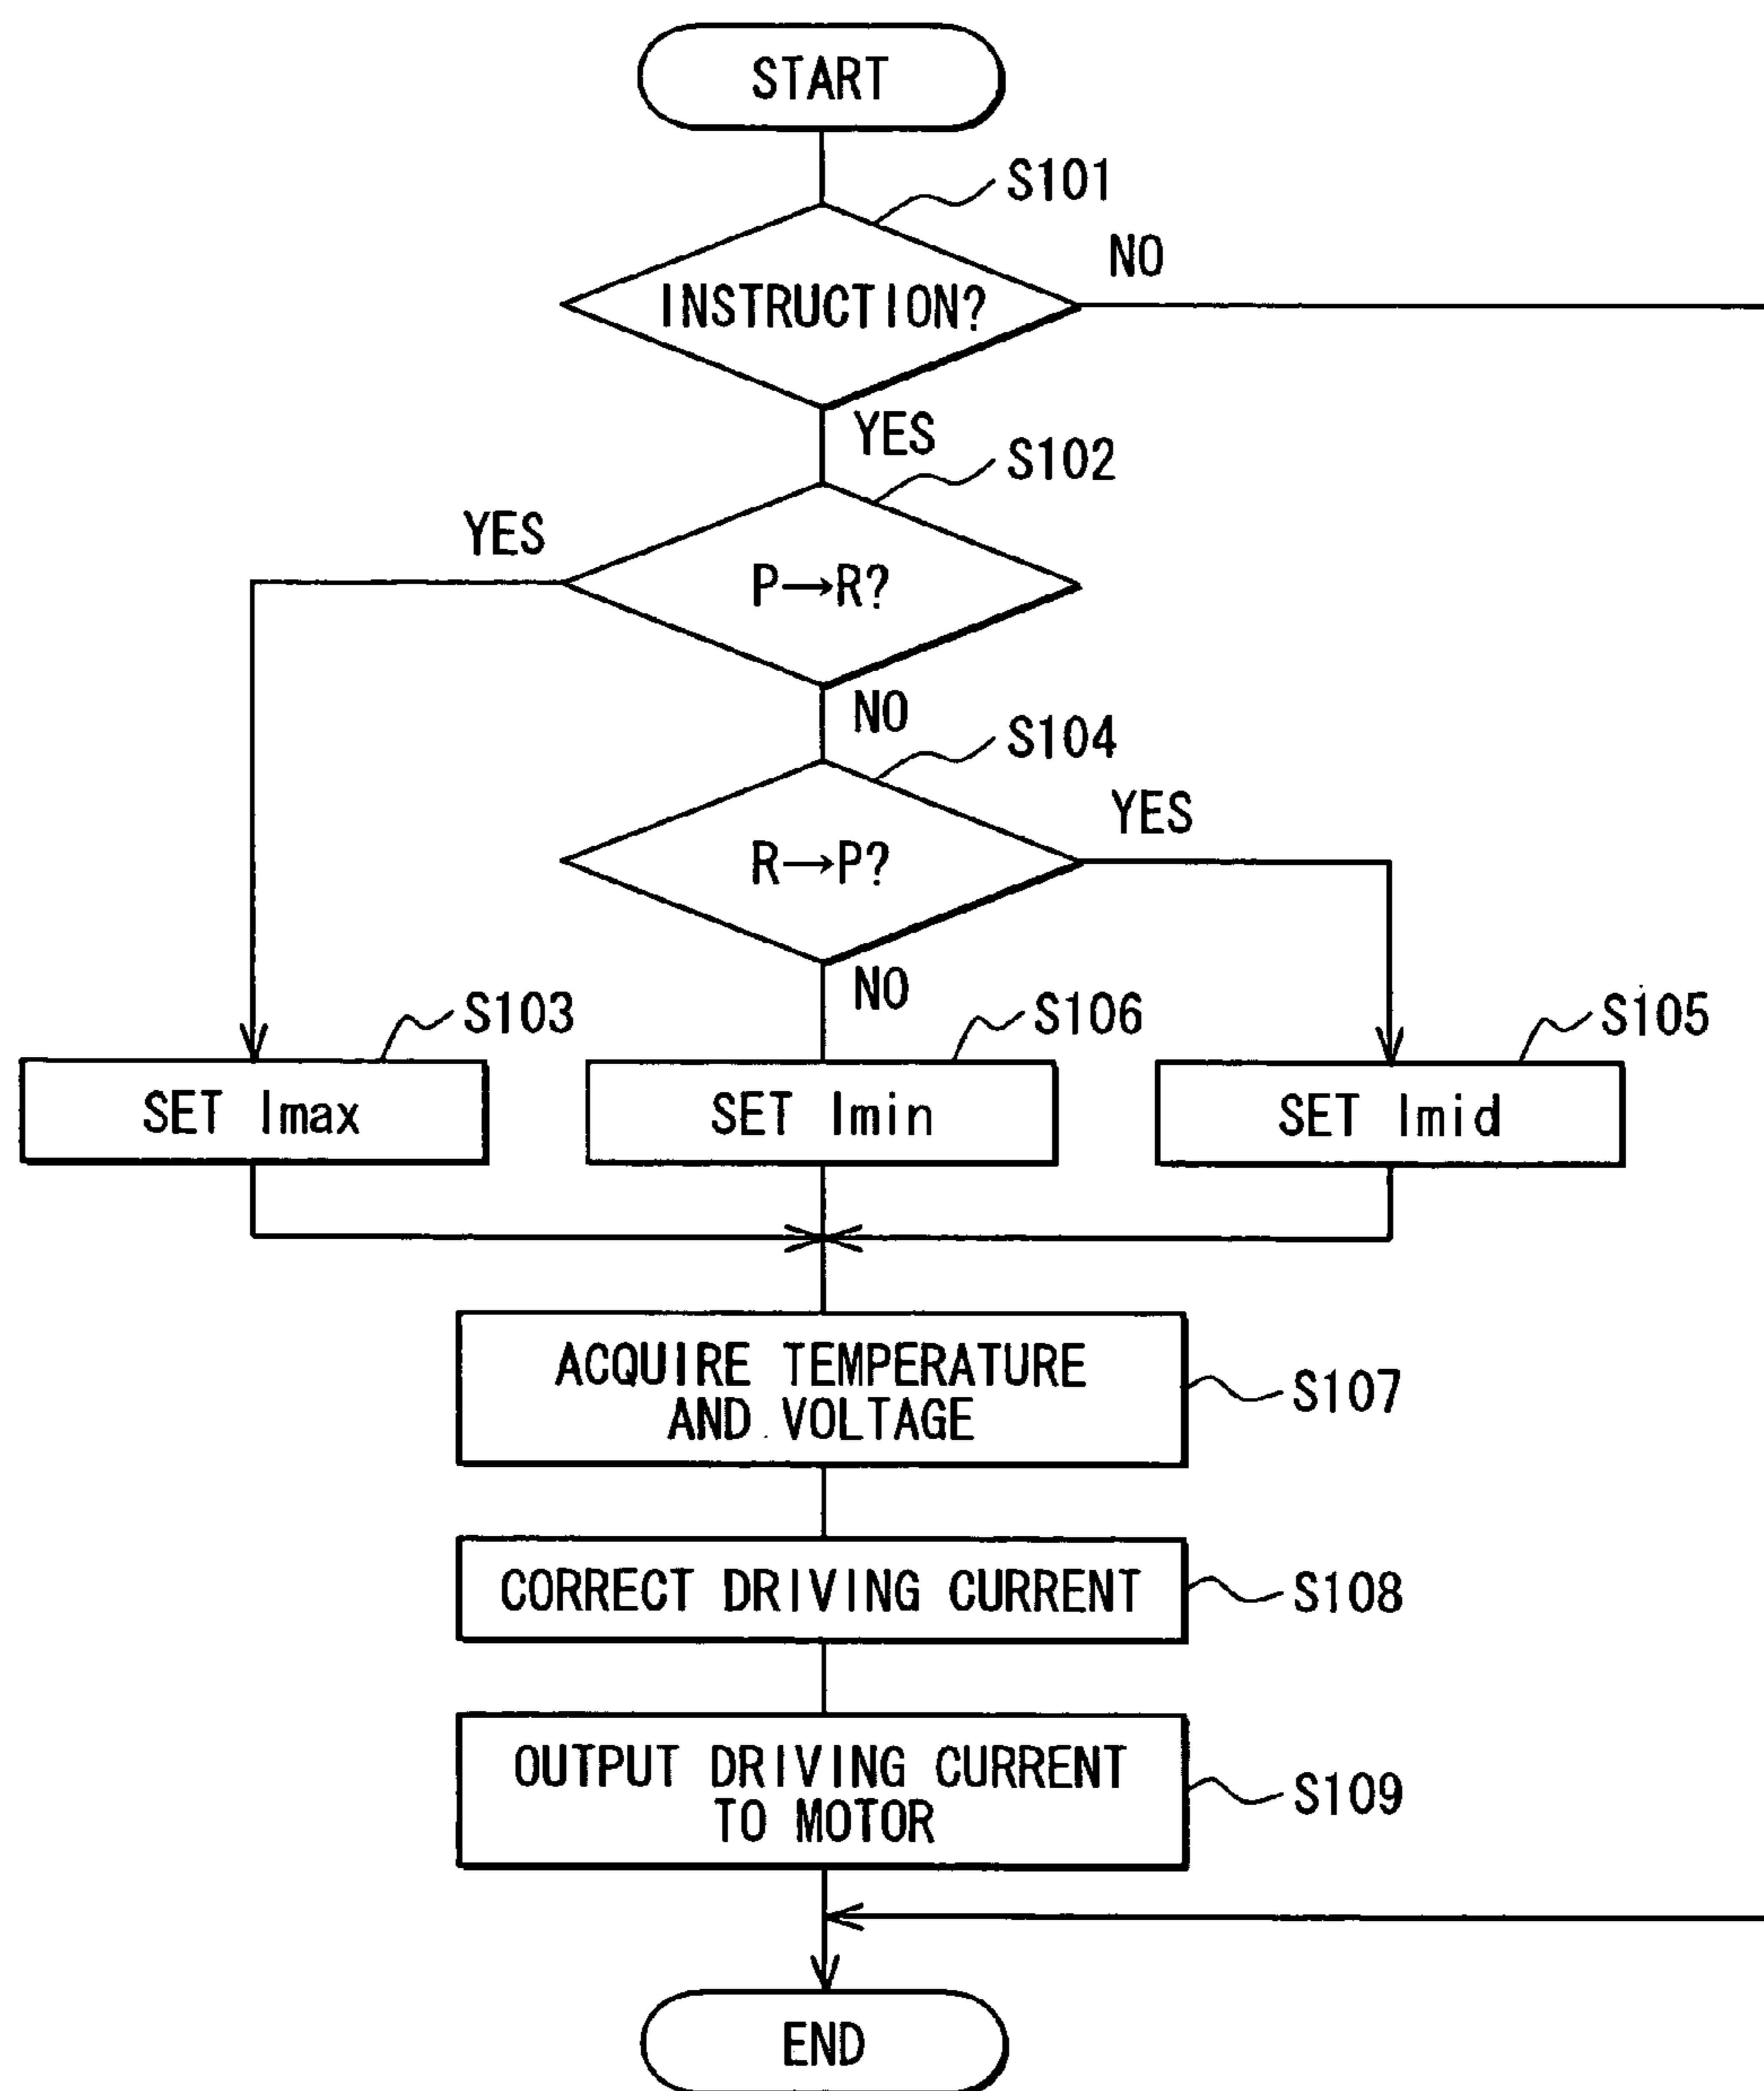 START
S101
NO
INSTRUCTION?
YES
S102
YES
P→R?
NO
S104
YES
R→P?
NO
S103
S106
S105
SET Imax
SET Imin
SET Imid
ACQUIRE TEMPERATURE
AND VOLTAGE
S107
CORRECT DRIVING CURRENT
S108
OUTPUT DRIVING CURRENT
TO MOTOR
S109
END